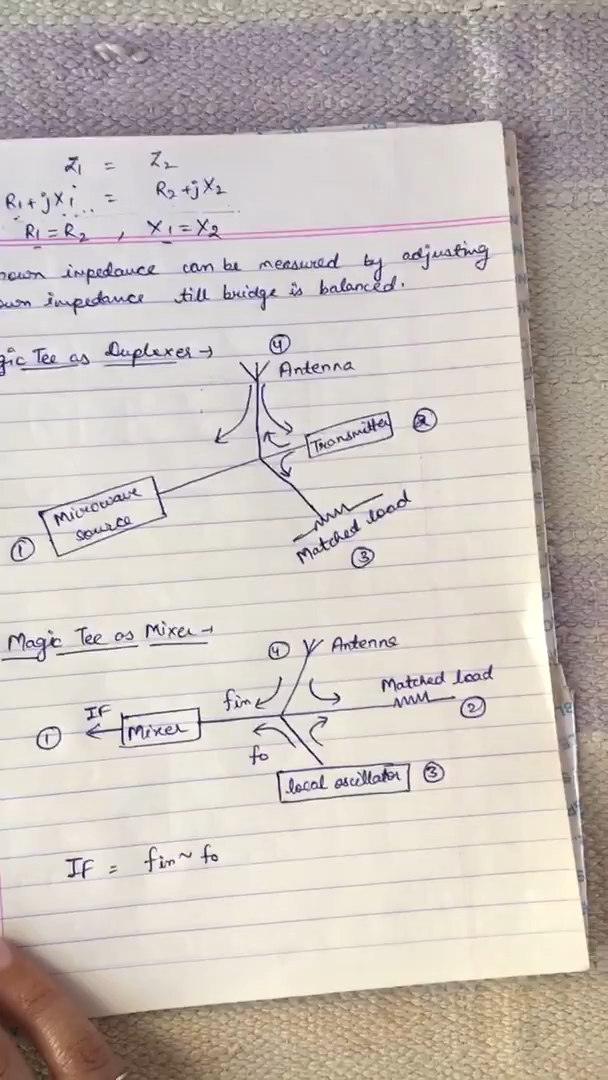 Z1 = Z2
R1+jXi... = R2+jX2
R1=R2 , X1=X2
impedance can be measured by adjusting
impedance till bridge is balanced.
Tee as Duplexer→
④
Antenna
Transmitter ②
Microwave
source
①
Matched load
③
Magic Tee as Mixer→
④ Antenna
Matched load
②
fin
IF
① Mixer
fo
local oscillator ③
IF = fin~fo